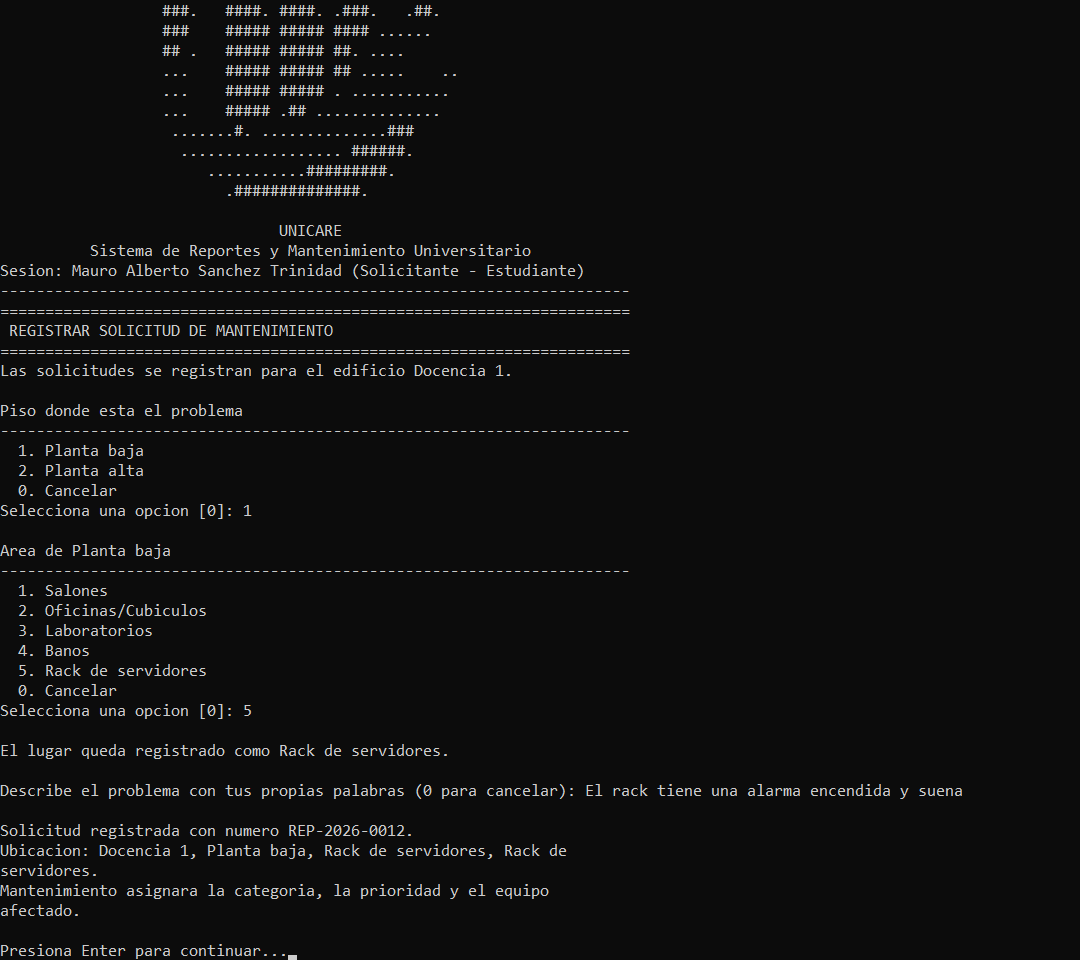 ###.   ####. ####. .###.   .##.
###    ##### ##### #### ......
## .   ##### ##### ##. ....
...    ##### ##### ## .....    ..
...    ##### ##### . ...........
...    ##### .## ..............
.......#. ..............###
.................. ######.
...........#########.
.##############.
UNICARE
Sistema de Reportes y Mantenimiento Universitario
Sesion: Mauro Alberto Sanchez Trinidad (Solicitante - Estudiante)
----------------------------------------------------------------------
======================================================================
REGISTRAR SOLICITUD DE MANTENIMIENTO
======================================================================
Las solicitudes se registran para el edificio Docencia 1.
Piso donde esta el problema
----------------------------------------------------------------------
1. Planta baja
2. Planta alta
0. Cancelar
Selecciona una opcion [0]: 1
Area de Planta baja
----------------------------------------------------------------------
1. Salones
2. Oficinas/Cubiculos
3. Laboratorios
4. Banos
5. Rack de servidores
0. Cancelar
Selecciona una opcion [0]: 5
El lugar queda registrado como Rack de servidores.
Describe el problema con tus propias palabras (0 para cancelar): El rack tiene una alarma encendida y suena
Solicitud registrada con numero REP-2026-0012.
Ubicacion: Docencia 1, Planta baja, Rack de servidores, Rack de
servidores.
Mantenimiento asignara la categoria, la prioridad y el equipo
afectado.
Presiona Enter para continuar...